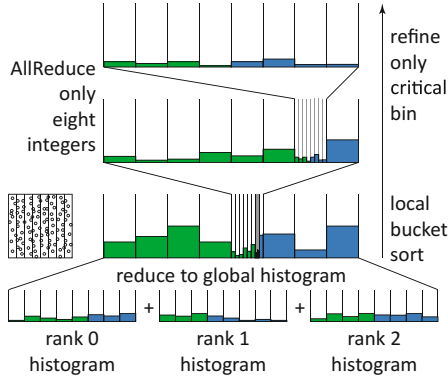 AllReduce
only
eight
integers
refine
only
critical
bin
local
bucket
sort
reduce to global histogram
+
+
rank 0
histogram
rank 1
histogram
rank 2
histogram